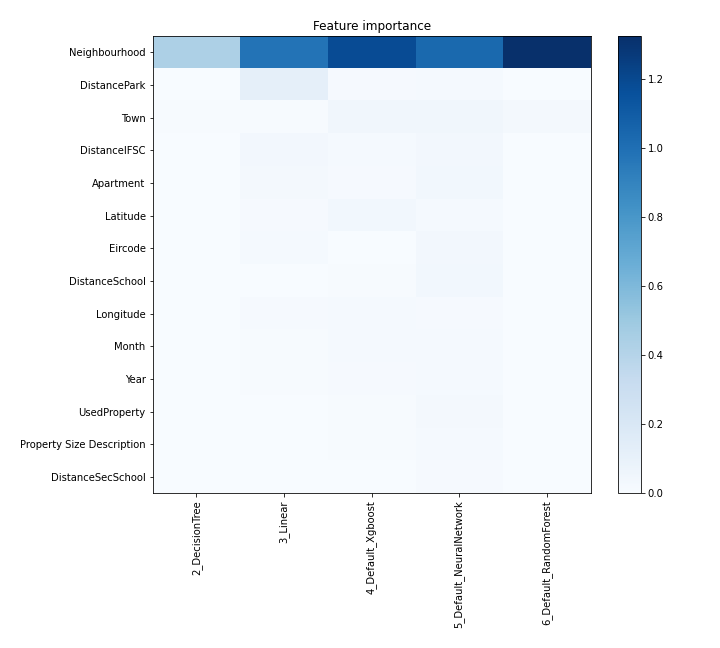 Feature importance
Neighbourhood
DistancePark
Town
DistanceIFSC
Apartment
Latitude
Eircode
DistanceSchool
Longitude
Month
Year
UsedProperty
Property Size Description
DistanceSecSchool
2_DecisionTree
3_Linear
4_Default_Xgboost
5_Default_NeuralNetwork
6_Default_RandomForest
1.2
1.0
0.8
0.6
0.4
0.2
0.0